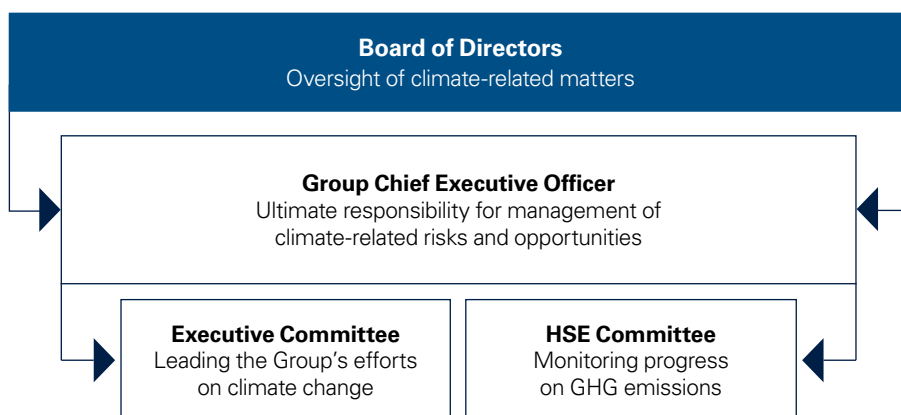 Board of Directors
Oversight of climate-related matters
Group Chief Executive Officer
Ultimate responsibility for management of
climate-related risks and opportunities
Executive Committee
Leading the Group’s efforts
on climate change
HSE Committee
Monitoring progress
on GHG emissions